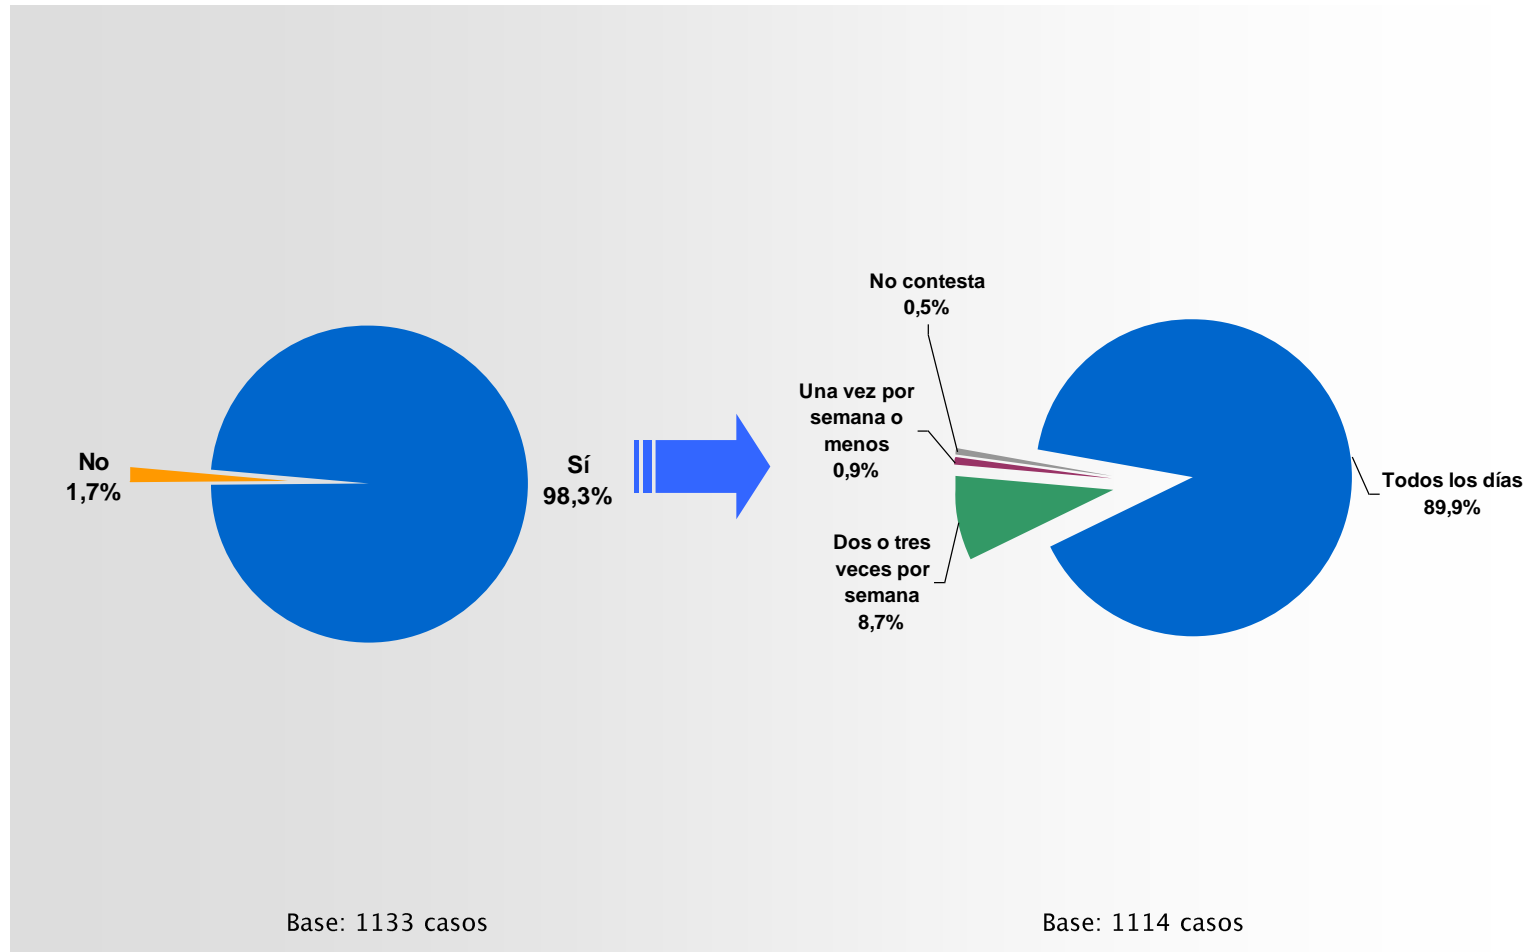 No
1,7%
Sí
98,3%
No contesta
0,5%
Una vez por
semana o
menos
0,9%
Dos o tres
veces por
semana
8,7%
Todos los días
89,9%
Base: 1133 casos
Base: 1114 casos